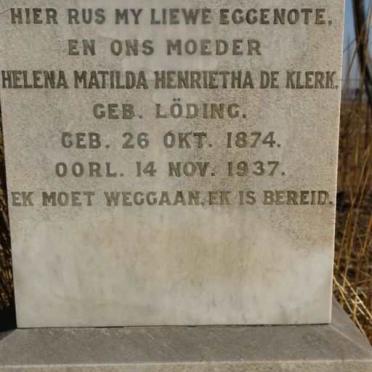 HIER RUS MY LIEWE EGGENOTE,
EN ONS MOEDER
HELENA MATILDA HENRIETHA DE KLERK,
GEB. LÖDING.
GEB. 26 OKT. 1874.
OORL. 14 NOV. 1937.
EK MOET WEGGAAN, EK IS BEREID.